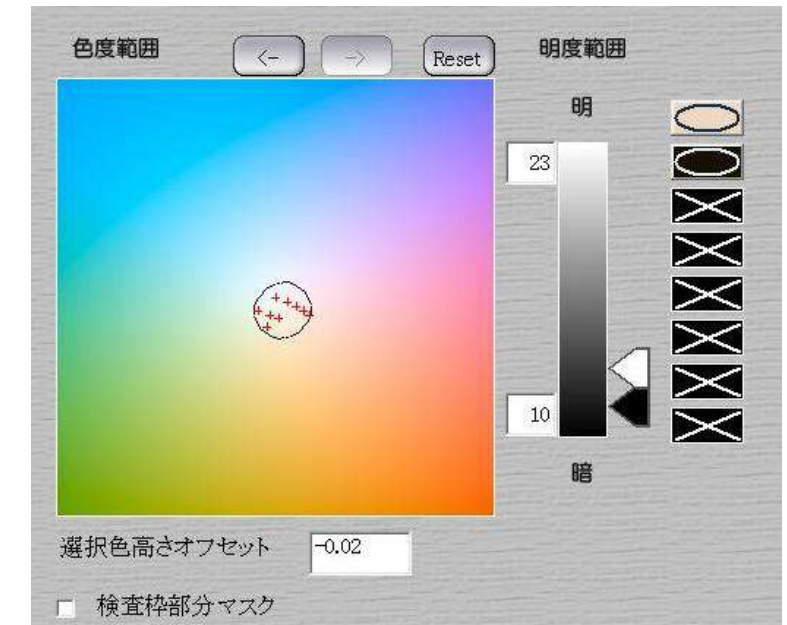 色度範囲
<-
->
Reset
明度範囲
明
23
10
暗
選択色高さオフセット
-0.02
検査枠部分マスク